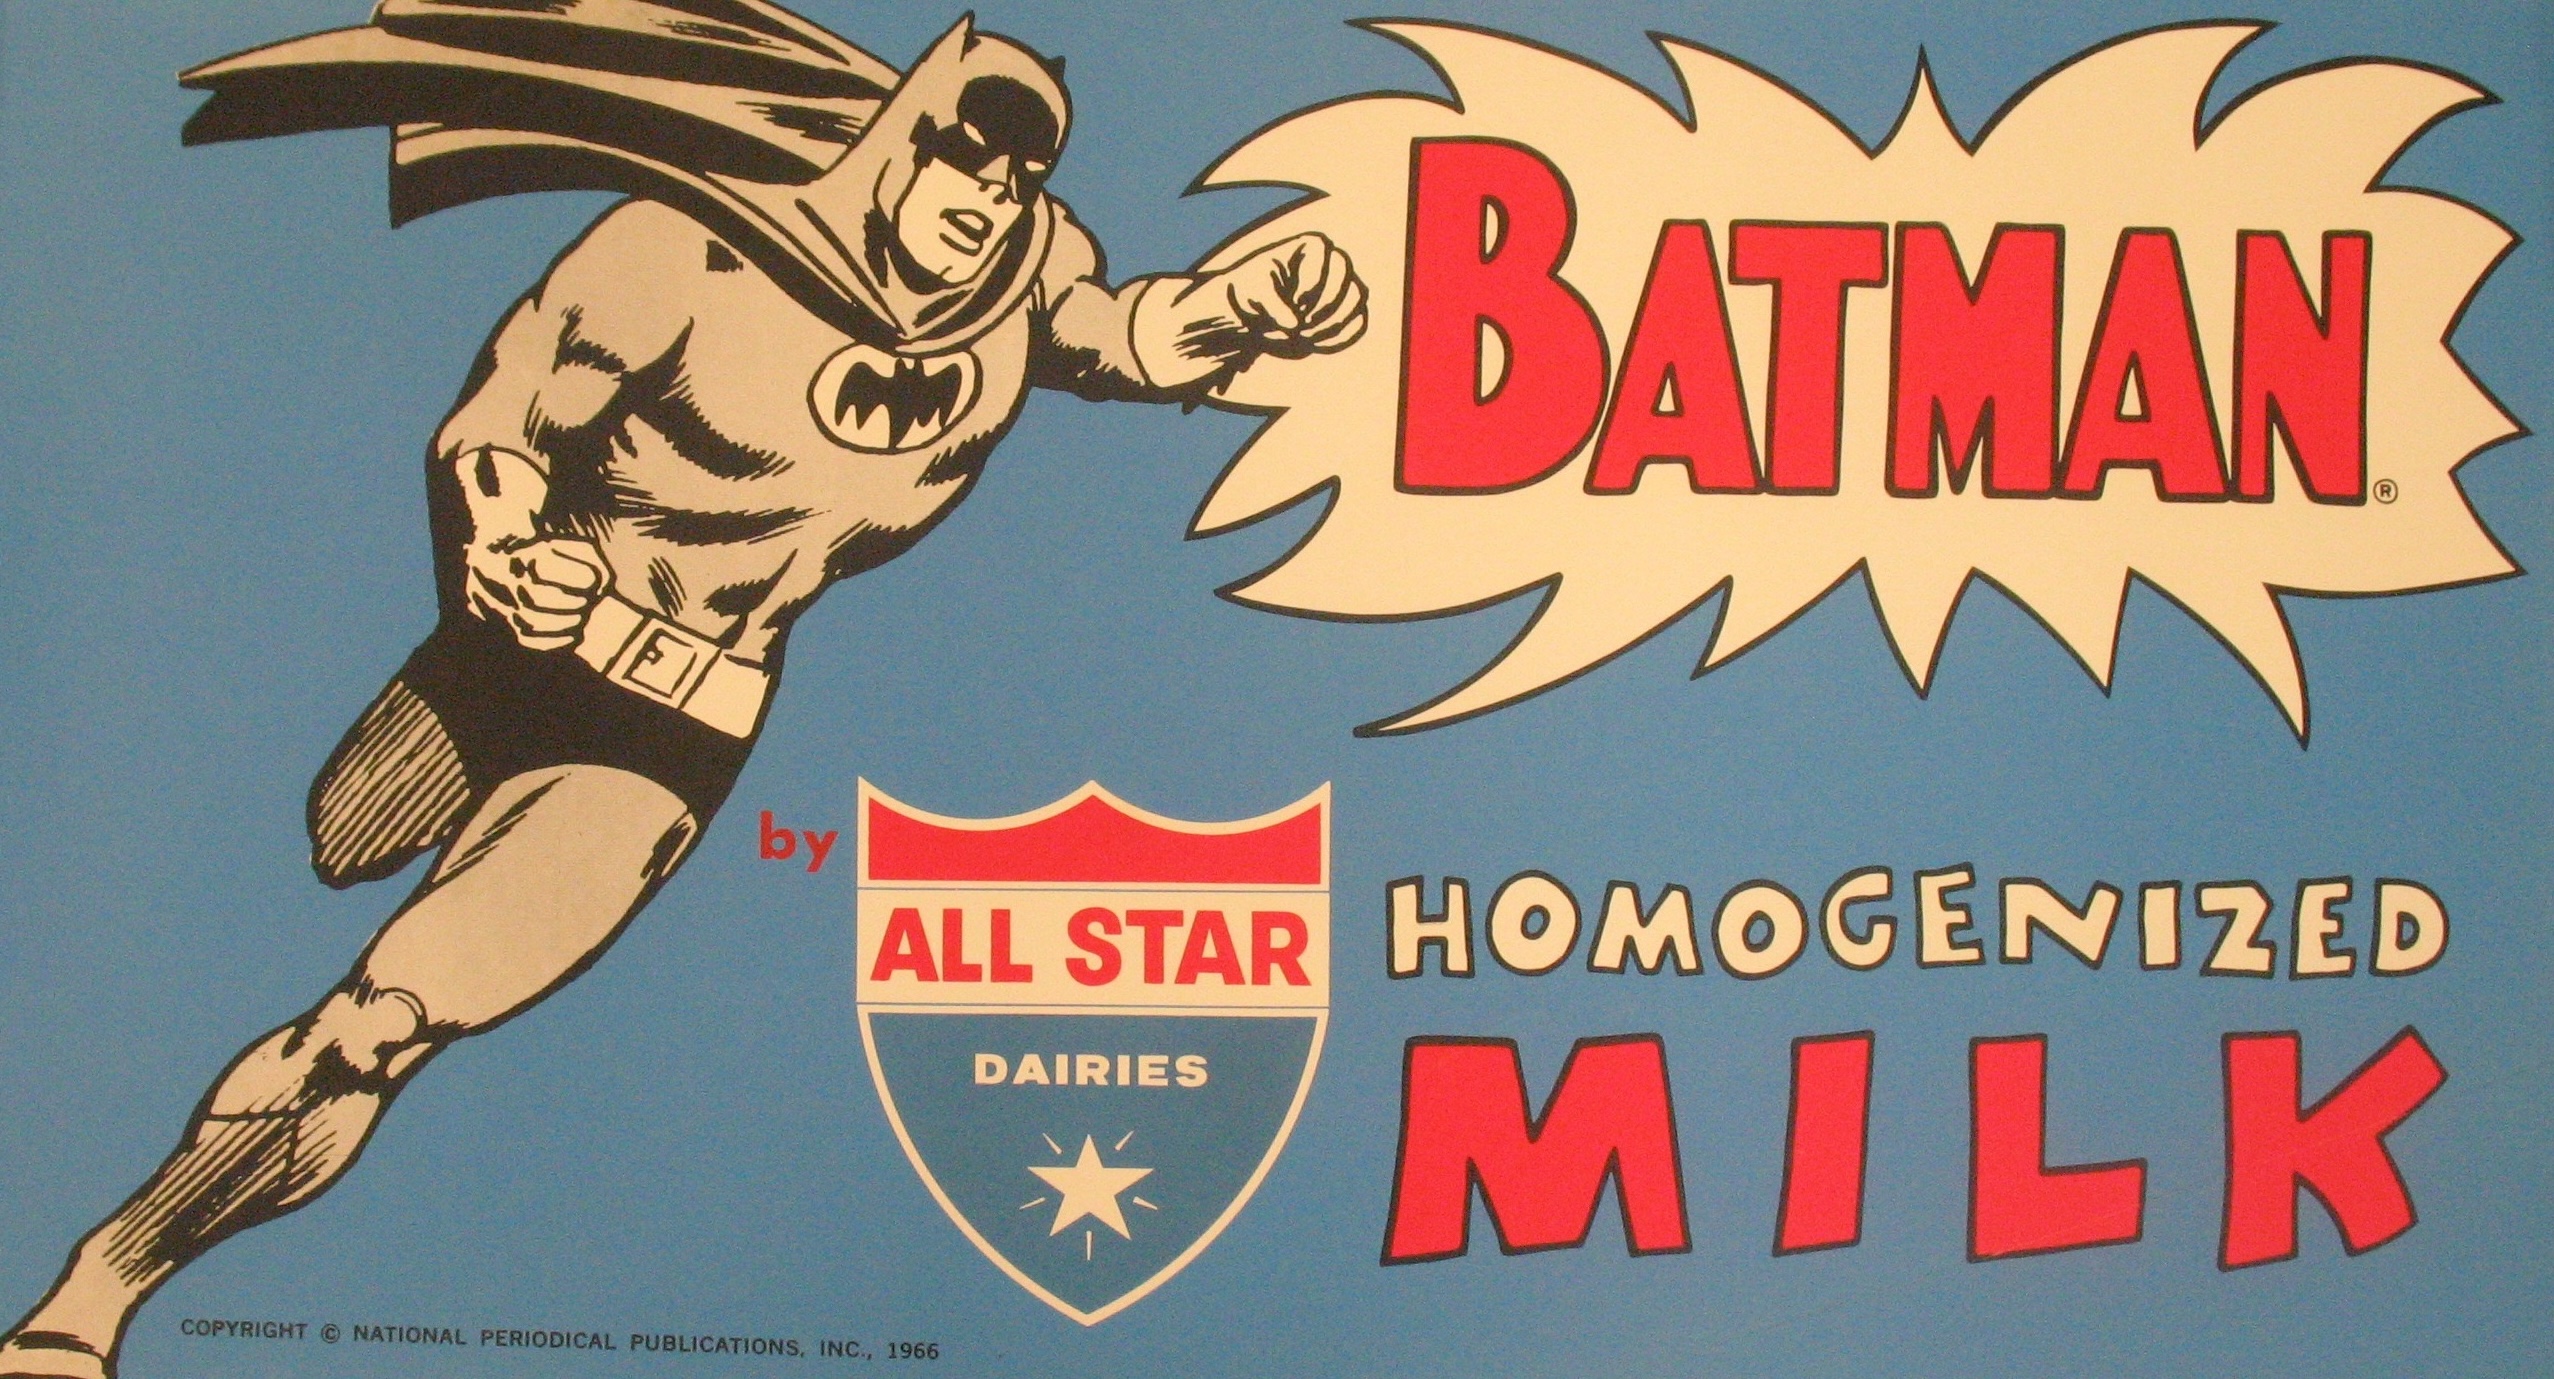 BATMAN®
by
ALL STAR
DAIRIES
HOMOGENIZED
MILK
COPYRIGHT © NATIONAL PERIODICAL PUBLICATIONS, INC., 1966